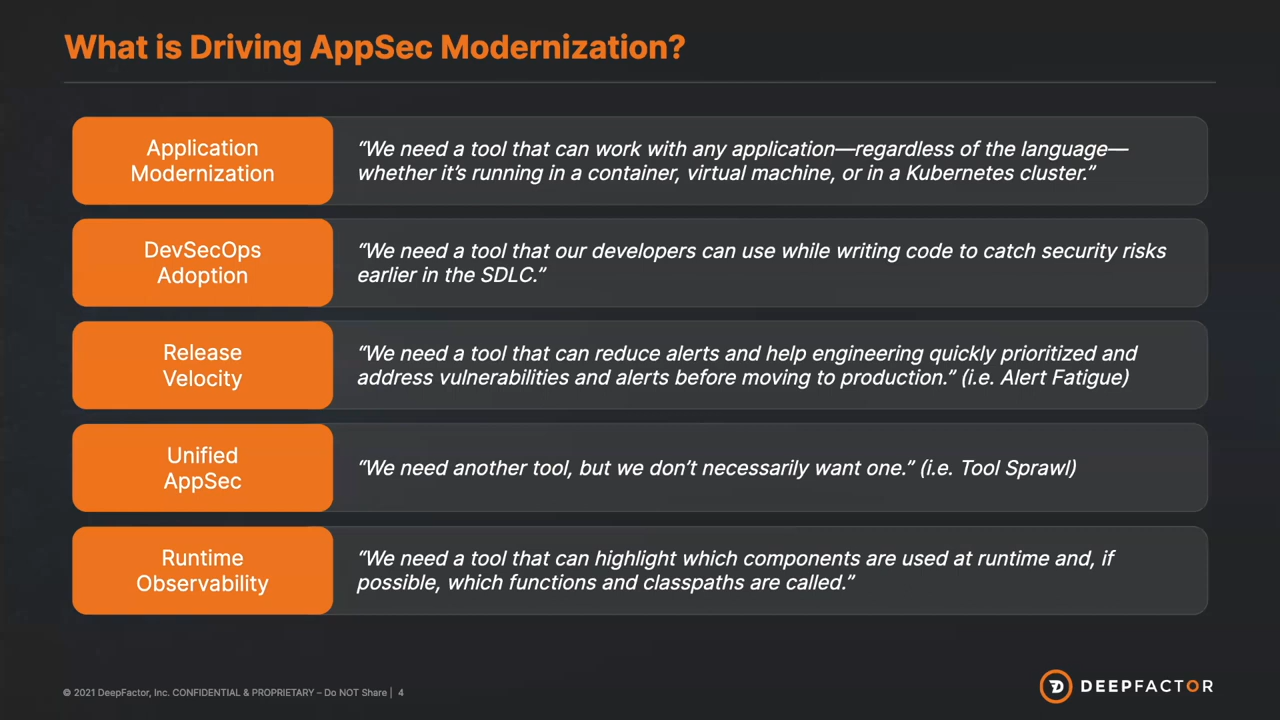 What is Driving AppSec Modernization?
Application
Modernization
“We need a tool that can work with any application—regardless of the language—
whether it’s running in a container, virtual machine, or in a Kubernetes cluster.”
DevSecOps
Adoption
“We need a tool that our developers can use while writing code to catch security risks
earlier in the SDLC.”
Release
Velocity
“We need a tool that can reduce alerts and help engineering quickly prioritized and
address vulnerabilities and alerts before moving to production.” (i.e. Alert Fatigue)
Unified
AppSec
“We need another tool, but we don’t necessarily want one.” (i.e. Tool Sprawl)
Runtime
Observability
“We need a tool that can highlight which components are used at runtime and, if
possible, which functions and classpaths are called.”
© 2021 DeepFactor, Inc. CONFIDENTIAL & PROPRIETARY – Do NOT Share | 4
DEEPFACTOR